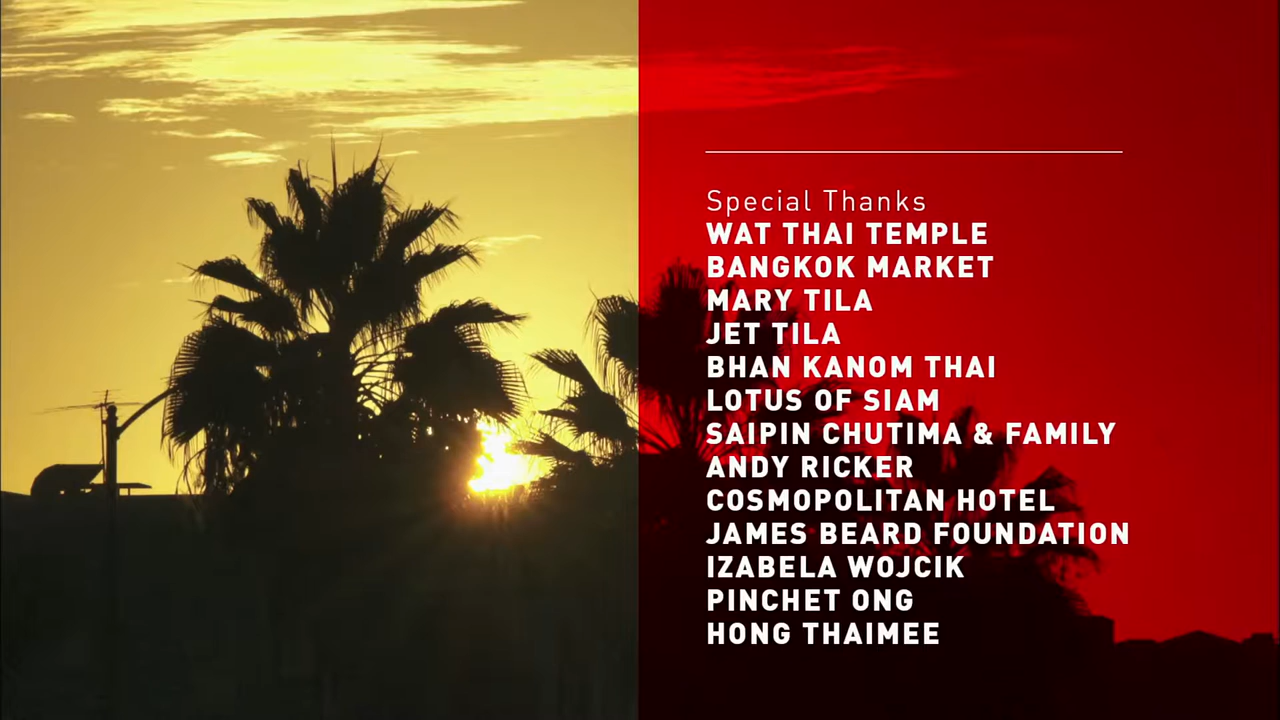 Special Thanks
WAT THAI TEMPLE
BANGKOK MARKET
MARY TILA
JET TILA
BHAN KANOM THAI
LOTUS OF SIAM
SAIPIN CHUTIMA & FAMILY
ANDY RICKER
COSMOPOLITAN HOTEL
JAMES BEARD FOUNDATION
IZABELA WOJCIK
PINCHET ONG
HONG THAIMEE